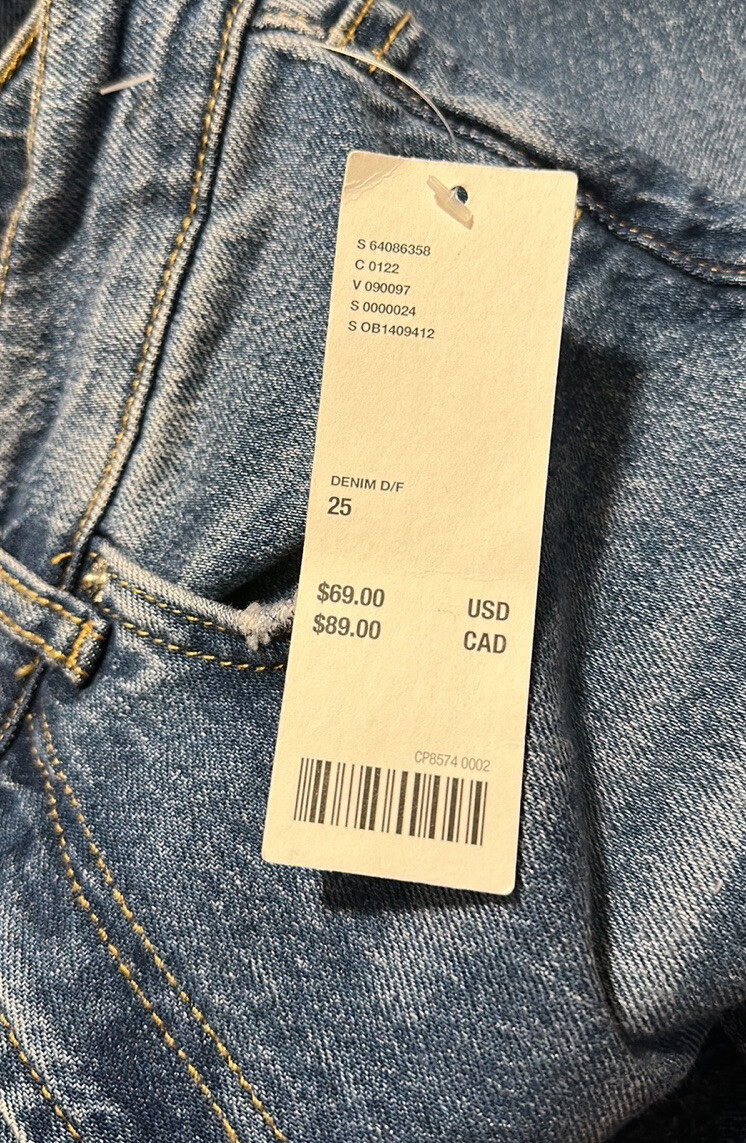 S 64086358
C 0122
V 090097
S 0000024
S OB1409412
DENIM D/F
25
$69.00 USD
$89.00 CAD
CP8574 0002